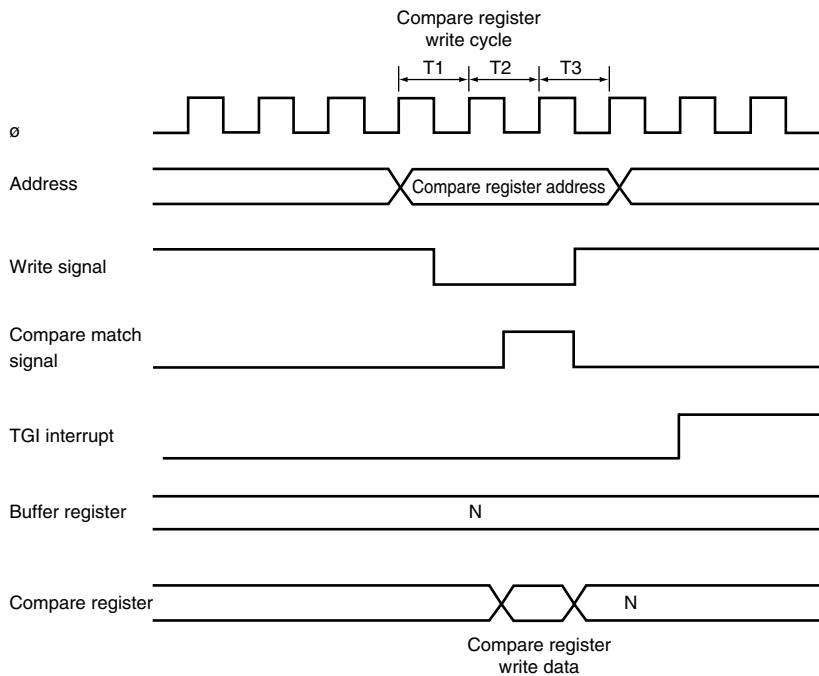 Compare register
write cycle
T1 T2 T3
ø
Address
Compare register address
Write signal
Compare match
signal
TGI interrupt
Buffer register
N
Compare register
N
Compare register
write data